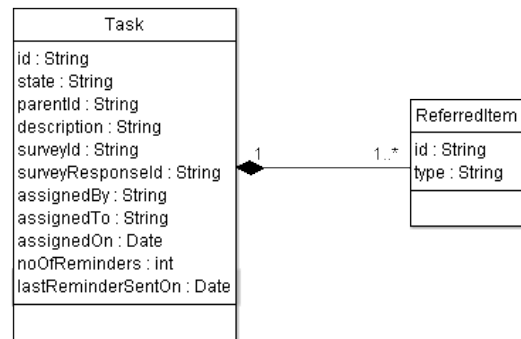 Task
id : String
state : String
parentId : String
description : String
surveyId : String
surveyResponseId : String
assignedBy : String
assignedTo : String
assignedOn : Date
noOfReminders : int
lastReminderSentOn : Date
1
1..*
ReferredItem
id : String
type : String